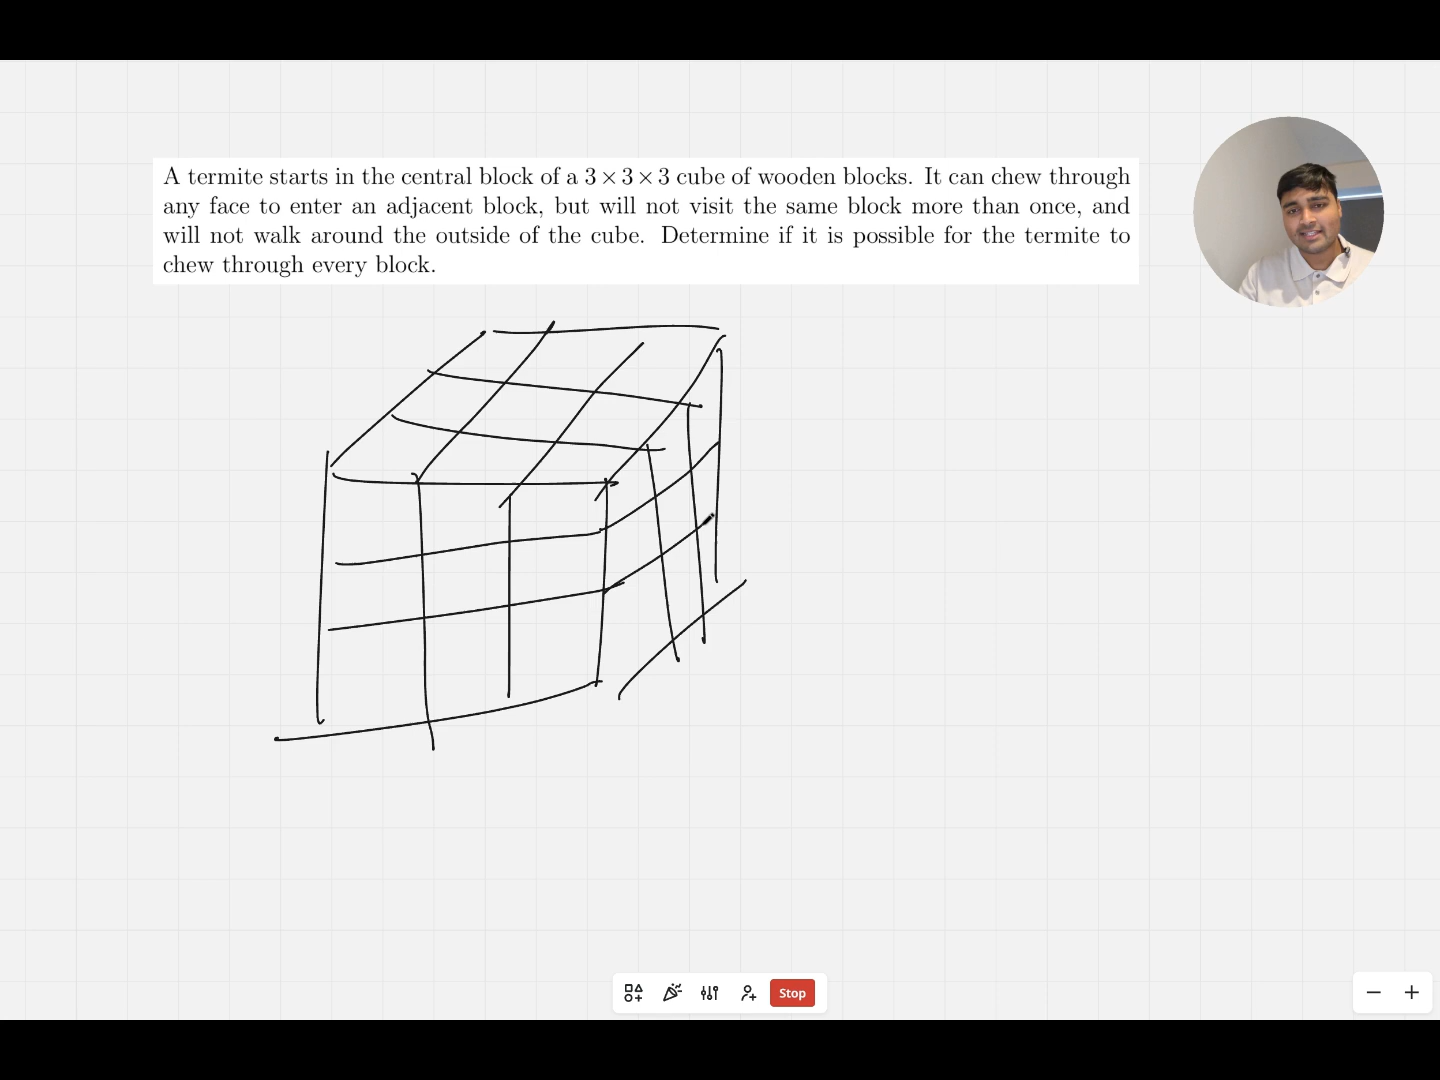 A termite starts in the central block of a 3 × 3 × 3 cube of wooden blocks. It can chew through
any face to enter an adjacent block, but will not visit the same block more than once, and
will not walk around the outside of the cube. Determine if it is possible for the termite to
chew through every block.
Stop